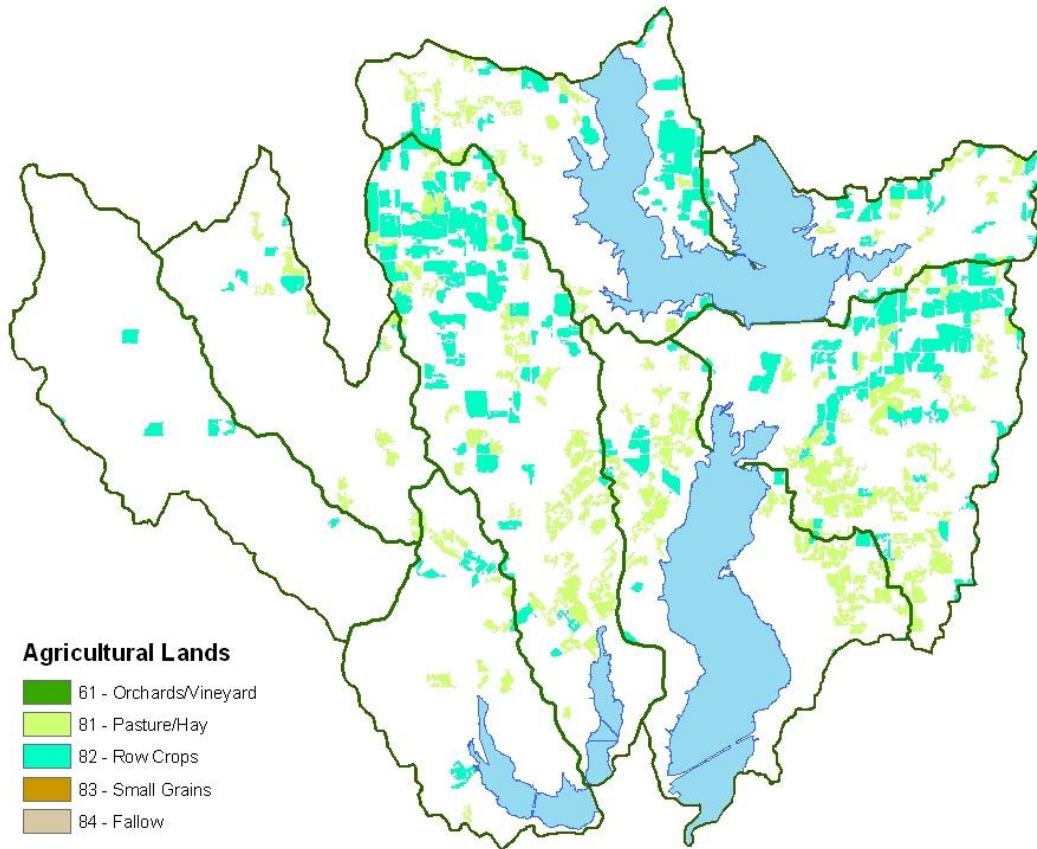 Agricultural Lands
61 - Orchards/Vineyard
81 - Pasture/Hay
82 - Row Crops
83 - Small Grains
84 - Fallow